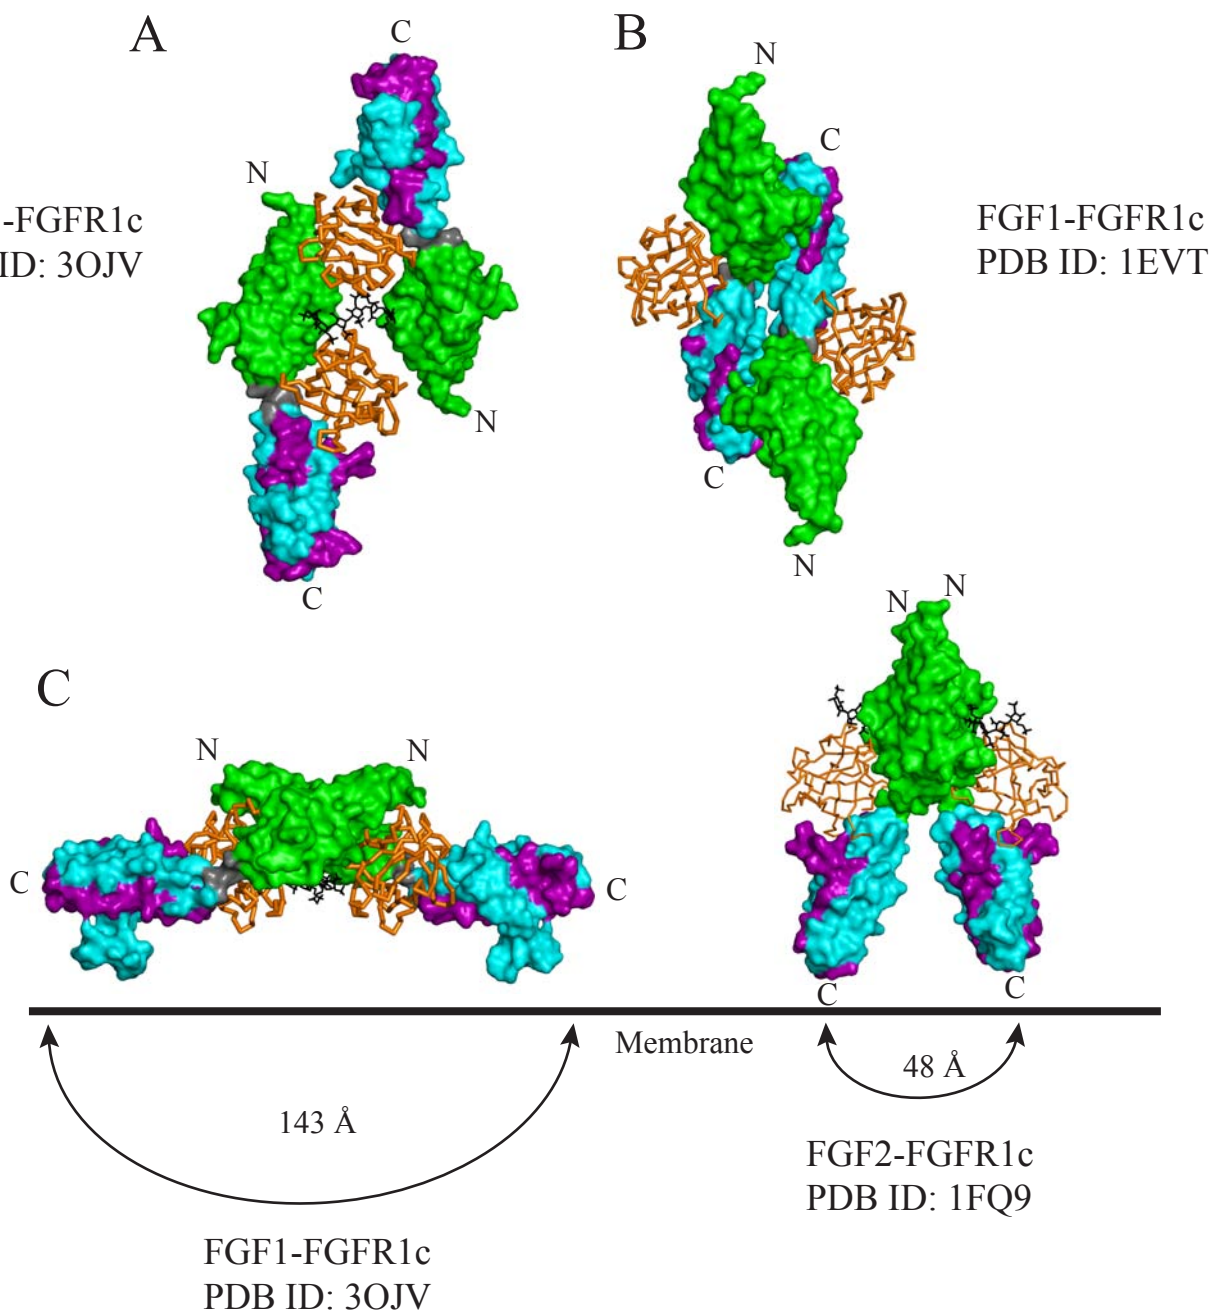 A
C
N
-FGFR1c
ID: 3OJV
N
C
B
N
C
FGF1-FGFR1c
PDB ID: 1EVT
C
N
C
N
N
C
C
N
N
C
C
Membrane
143 Å
48 Å
FGF2-FGFR1c
PDB ID: 1FQ9
FGF1-FGFR1c
PDB ID: 3OJV